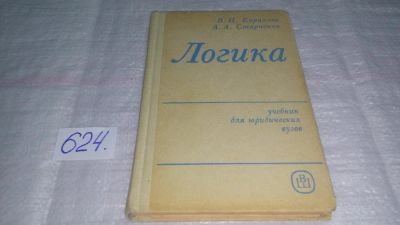 В. И. Кириллов
А. А. Старченко
Логика
учебник
для юридических
вузов
624.